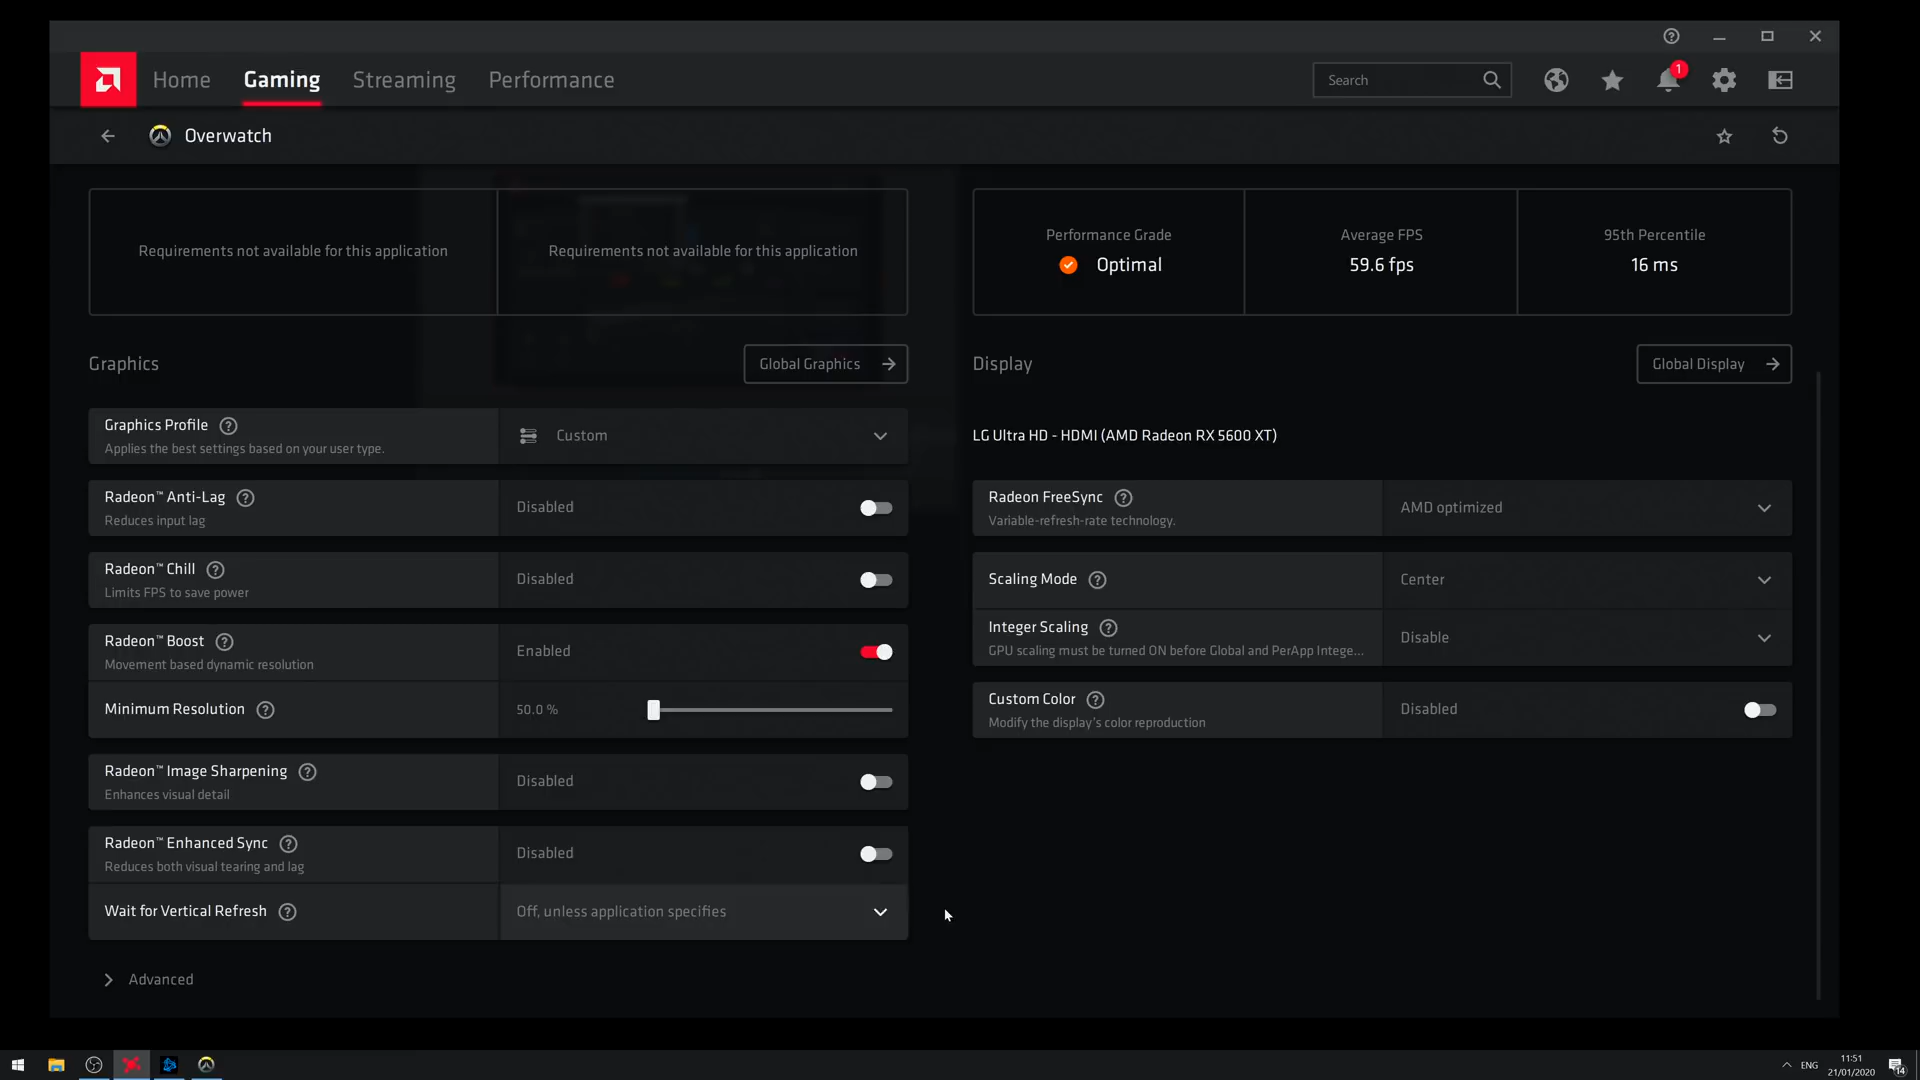 Home Gaming Streaming Performance
Search
1
Overwatch
Requirements not available for this application
Requirements not available for this application
Performance Grade
Optimal
Average FPS
59.6 fps
95th Percentile
16 ms
Graphics
Global Graphics
Graphics Profile
Applies the best settings based on your user type.
Custom
Radeon™ Anti-Lag
Reduces input lag
Disabled
Radeon™ Chill
Limits FPS to save power
Disabled
Radeon™ Boost
Movement based dynamic resolution
Enabled
Minimum Resolution
50.0 %
Radeon™ Image Sharpening
Enhances visual detail
Disabled
Radeon™ Enhanced Sync
Reduces both visual tearing and lag
Disabled
Wait for Vertical Refresh
Off, unless application specifies
Advanced
Display
Global Display
LG Ultra HD - HDMI (AMD Radeon RX 5600 XT)
Radeon FreeSync
Variable-refresh-rate technology.
AMD optimized
Scaling Mode
Center
Integer Scaling
GPU scaling must be turned ON before Global and PerApp Intege...
Disable
Custom Color
Modify the display's color reproduction
Disabled
ENG
11:51
21/01/2020
14